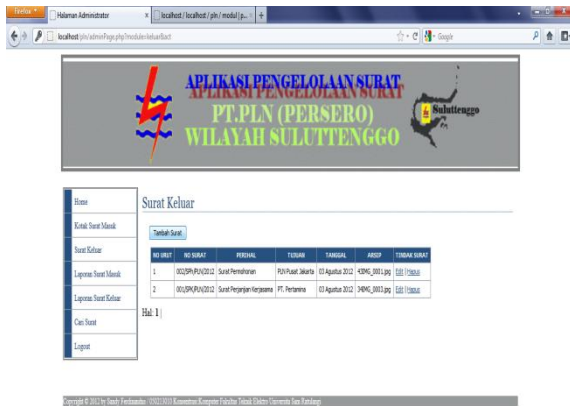 Firefox
Halaman Administrator
localhost / localhost / pln / modul | p...
localhost/pln/adminPage.php?module=keluar&act
Google
APLIKASI PENGELOLAAN SURAT
PT.PLN (PERSERO)
WILAYAH SULUTTENGGO
Suluttenggo
Home
Kotak Surat Masuk
Surat Keluar
Laporan Surat Masuk
Laporan Surat Keluar
Cari Surat
Logout
Surat Keluar
Tambah Surat
NO URUT NO SURAT PERIHAL TUJUAN TANGGAL ARSIP TINDAK SURAT
1 002/SPr/PLN/2012 Surat Permohonan PLN Pusat Jakarta 03 Agustus 2012 43IMG_0001.jpg Edit | Hapus
2 001/SPK/PLN/2012 Surat Perjanjian Kerjasama PT. Pertamina 03 Agustus 2012 34IMG_0003.jpg Edit | Hapus
Hal: 1 |
Copyright © 2012 by Sandy Ferdinandus / 050213010 Konsentrasi Komputer Fakultas Teknik Elektro Universita Sam Ratulangi